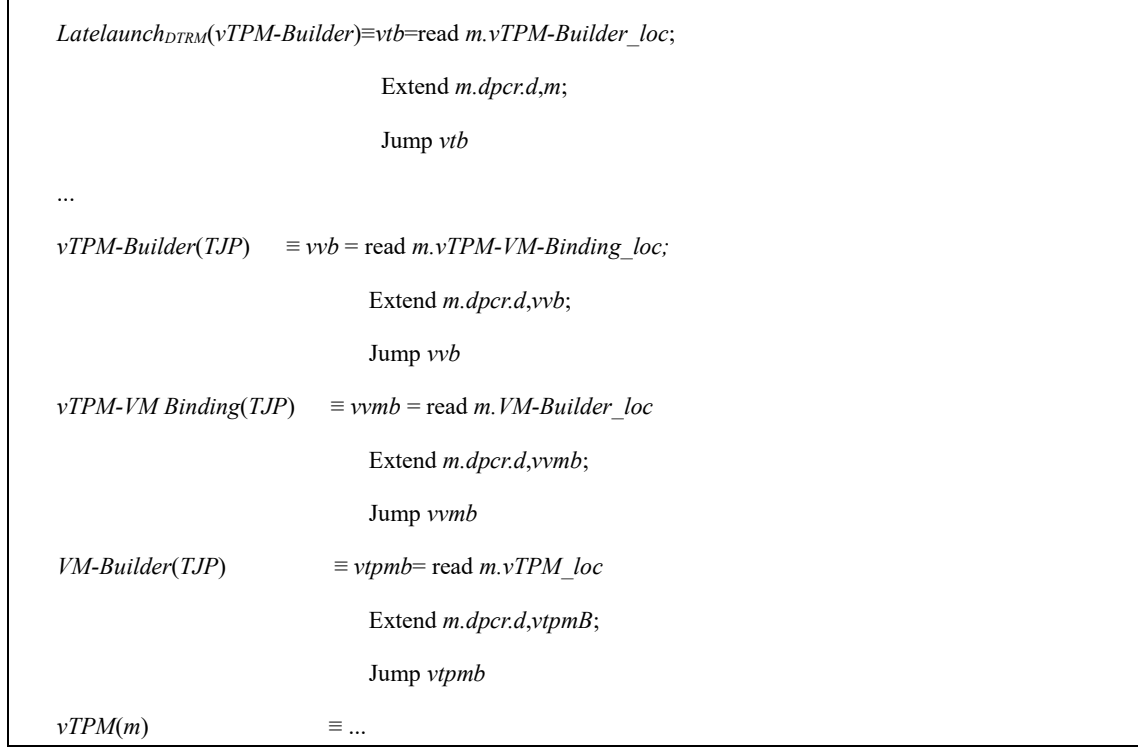 Latelaunch_DTRM(vTPM-Builder)≡vtb=read m.vTPM-Builder_loc;
Extend m.dpcr.d,m;
Jump vtb
...
vTPM-Builder(TJP) ≡ vvb = read m.vTPM-VM-Binding_loc;
Extend m.dpcr.d,vvb;
Jump vvb
vTPM-VM Binding(TJP) ≡ vvmb = read m.VM-Builder_loc
Extend m.dpcr.d,vvmb;
Jump vvmb
VM-Builder(TJP) ≡ vtpmb= read m.vTPM_loc
Extend m.dpcr.d,vtpmB;
Jump vtpmb
vTPM(m) ≡ ...